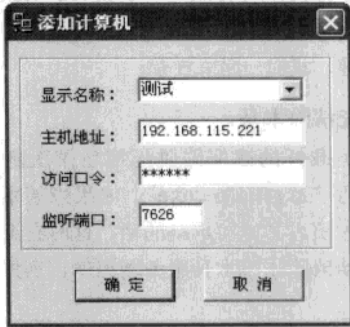 添加计算机
显示名称： 测试
主机地址： 192.168.115.221
访问口令： ******
监听端口： 7626
确定 取消